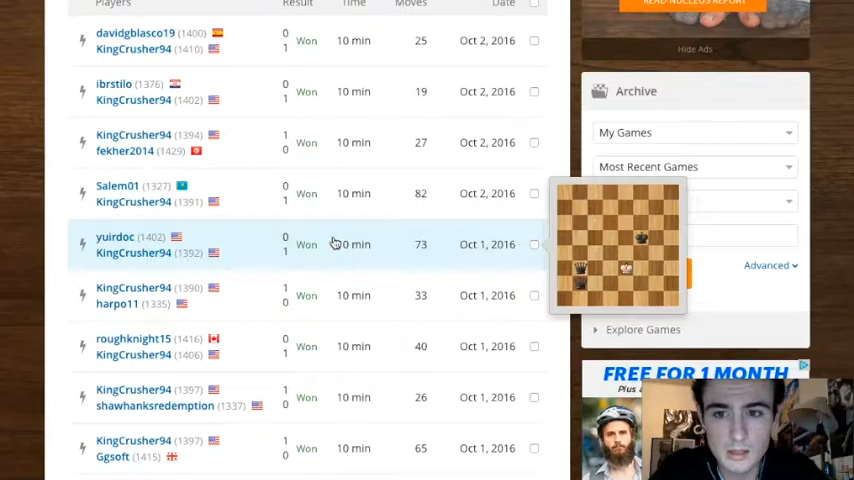 READ NUCLEUS REPORT
Players Result Time Moves Date
Hide Ads
davidgblasco19 (1400) 0
KingCrusher94 (1410) 1 Won 10 min 25 Oct 2, 2016
ibrstilo (1376) 0
KingCrusher94 (1402) 1 Won 10 min 19 Oct 2, 2016
KingCrusher94 (1394) 1
fekher2014 (1429) 0 Won 10 min 27 Oct 2, 2016
Salem01 (1327) 0
KingCrusher94 (1391) 1 Won 10 min 82 Oct 2, 2016
yuirdoc (1402) 0
KingCrusher94 (1392) 1 Won 0 min 73 Oct 1, 2016
KingCrusher94 (1390) 1
harpo11 (1335) 0 Won 10 min 33 Oct 1, 2016
roughknight15 (1416) 0
KingCrusher94 (1406) 1 Won 10 min 40 Oct 1, 2016
KingCrusher94 (1397) 1
shawhanksredemption (1337) 0 Won 10 min 26 Oct 1, 2016
KingCrusher94 (1397) 1
Ggsoft (1415) 0 Won 10 min 65 Oct 1, 2016
Archive
My Games
Most Recent Games
Advanced
Explore Games
FREE FOR 1 MONTH